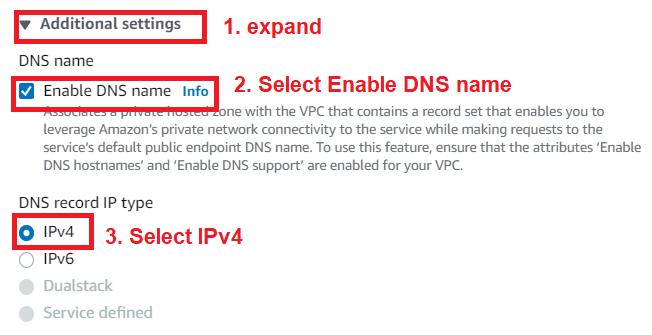 Additional settings 1. expand
DNS name
Enable DNS name Info 2. Select Enable DNS name
Associates a private hosted zone with the VPC that contains a record set that enables you to
leverage Amazon's private network connectivity to the service while making requests to the
service's default public endpoint DNS name. To use this feature, ensure that the attributes 'Enable
DNS hostnames' and 'Enable DNS support' are enabled for your VPC.
DNS record IP type
IPv4 3. Select IPv4
IPv6
Dualstack
Service defined